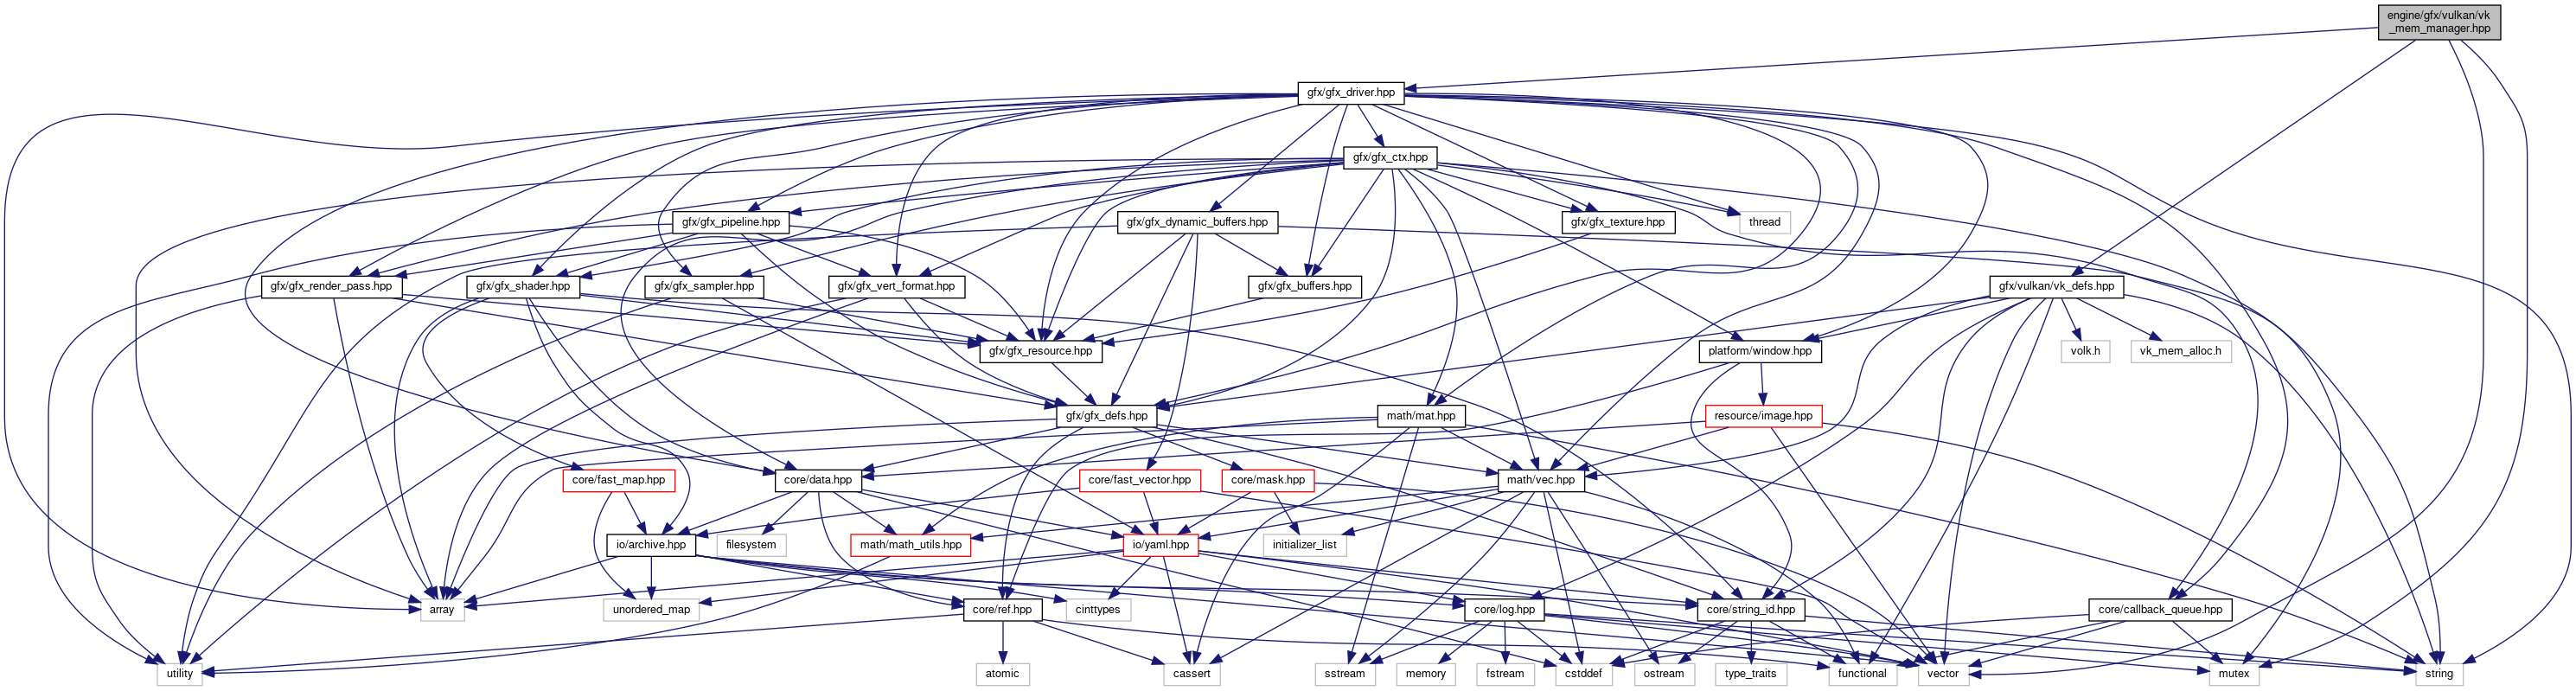 engine/gfx/vulkan/vk
_mem_manager.hpp
gfx/gfx_driver.hpp
gfx/gfx_ctx.hpp
gfx/gfx_pipeline.hpp
gfx/gfx_dynamic_buffers.hpp
gfx/gfx_texture.hpp
thread
gfx/gfx_render_pass.hpp
gfx/gfx_shader.hpp
gfx/gfx_sampler.hpp
gfx/gfx_vert_format.hpp
gfx/gfx_buffers.hpp
gfx/vulkan/vk_defs.hpp
gfx/gfx_resource.hpp
platform/window.hpp
volk.h
vk_mem_alloc.h
gfx/gfx_defs.hpp
math/mat.hpp
resource/image.hpp
core/fast_map.hpp
core/data.hpp
core/fast_vector.hpp
core/mask.hpp
math/vec.hpp
io/archive.hpp
filesystem
math/math_utils.hpp
io/yaml.hpp
initializer_list
array
unordered_map
core/ref.hpp
cinttypes
core/log.hpp
core/string_id.hpp
core/callback_queue.hpp
utility
atomic
cassert
sstream
memory
fstream
cstddef
ostream
type_traits
functional
vector
mutex
string